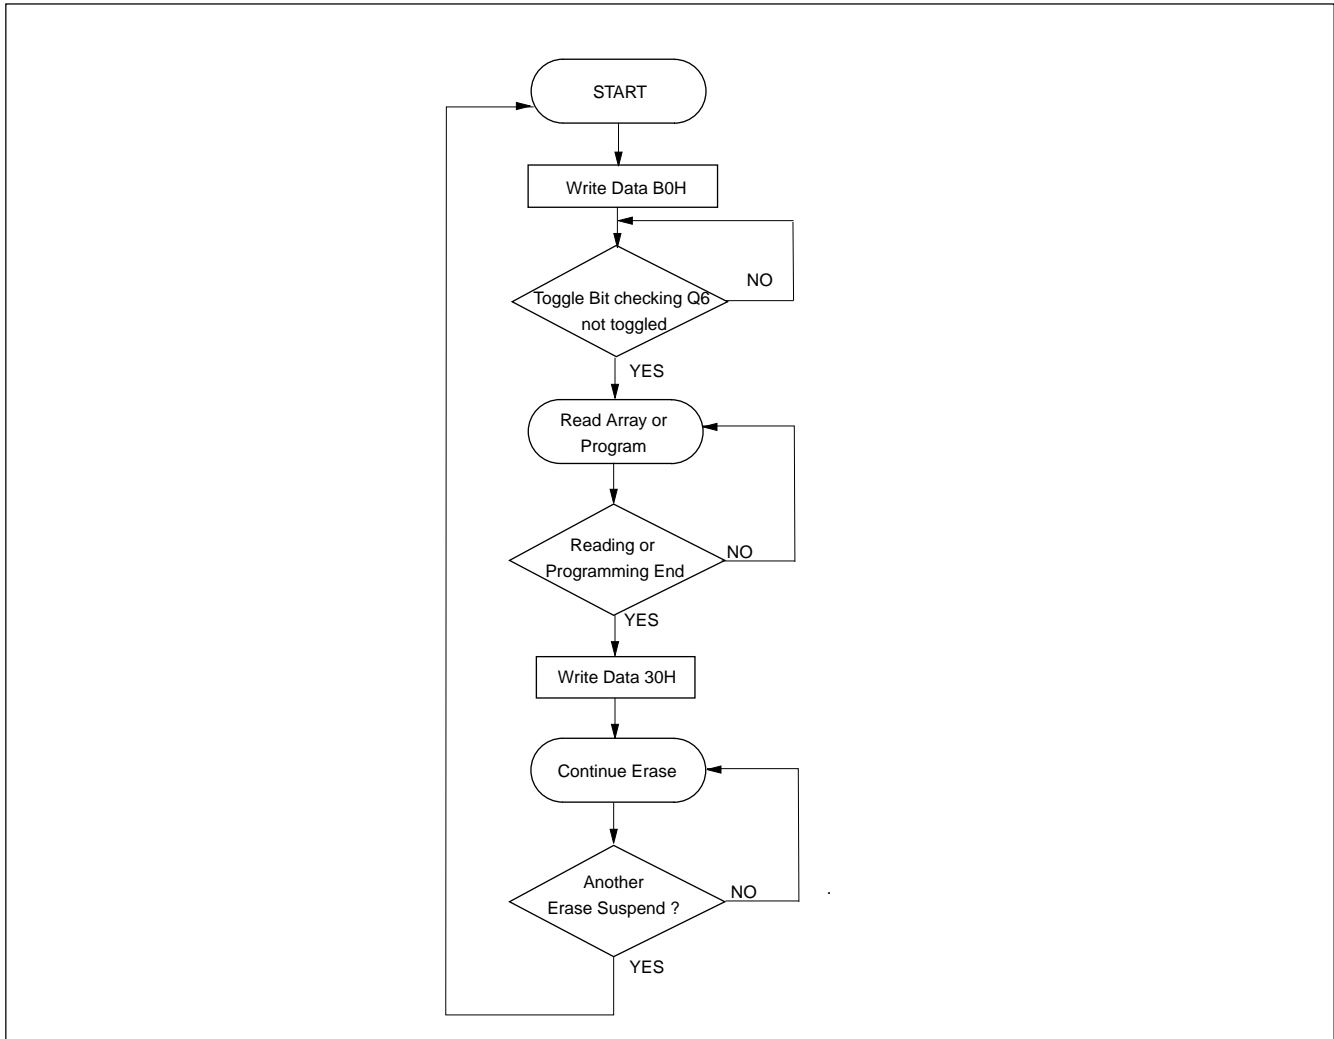 START
Write Data B0H
NO
Toggle Bit checking Q6
not toggled
YES
Read Array or
Program
Reading or
NO
Programming End
YES
Write Data 30H
Continue Erase
Another
NO
Erase Suspend ?
YES
.